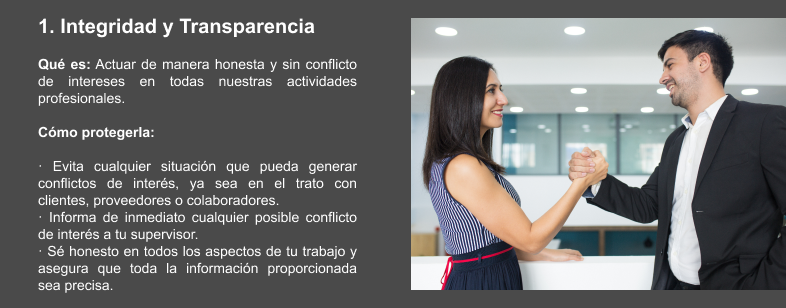 1. Integridad y Transparencia
Qué es: Actuar de manera honesta y sin conflicto
de intereses en todas nuestras actividades
profesionales.
Cómo protegerla:
· Evita cualquier situación que pueda generar
conflictos de interés, ya sea en el trato con
clientes, proveedores o colaboradores.
· Informa de inmediato cualquier posible conflicto
de interés a tu supervisor.
· Sé honesto en todos los aspectos de tu trabajo y
asegura que toda la información proporcionada
sea precisa.